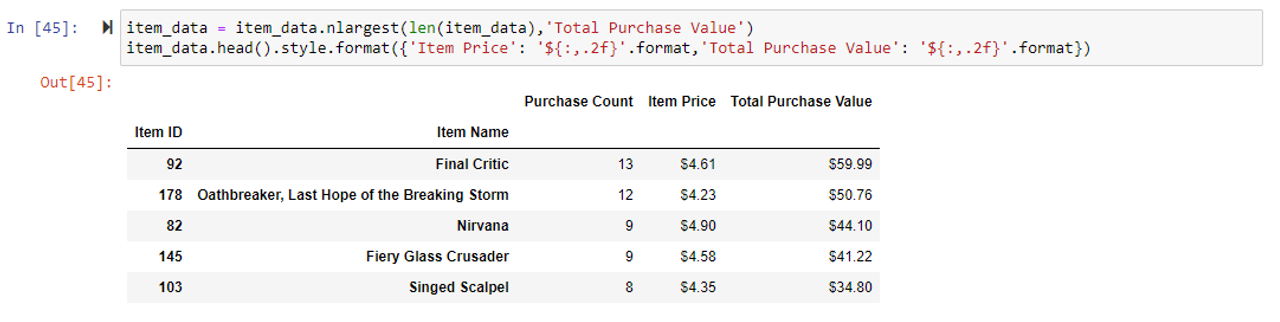 In [45]: item_data = item_data.nlargest(len(item_data),'Total Purchase Value')
item_data.head().style.format({'Item Price': '${:,.2f}'.format,'Total Purchase Value': '${:,.2f}'.format})
Out[45]:
Purchase Count Item Price Total Purchase Value
Item ID Item Name
92 Final Critic 13 $4.61 $59.99
178 Oathbreaker, Last Hope of the Breaking Storm 12 $4.23 $50.76
82 Nirvana 9 $4.90 $44.10
145 Fiery Glass Crusader 9 $4.58 $41.22
103 Singed Scalpel 8 $4.35 $34.80